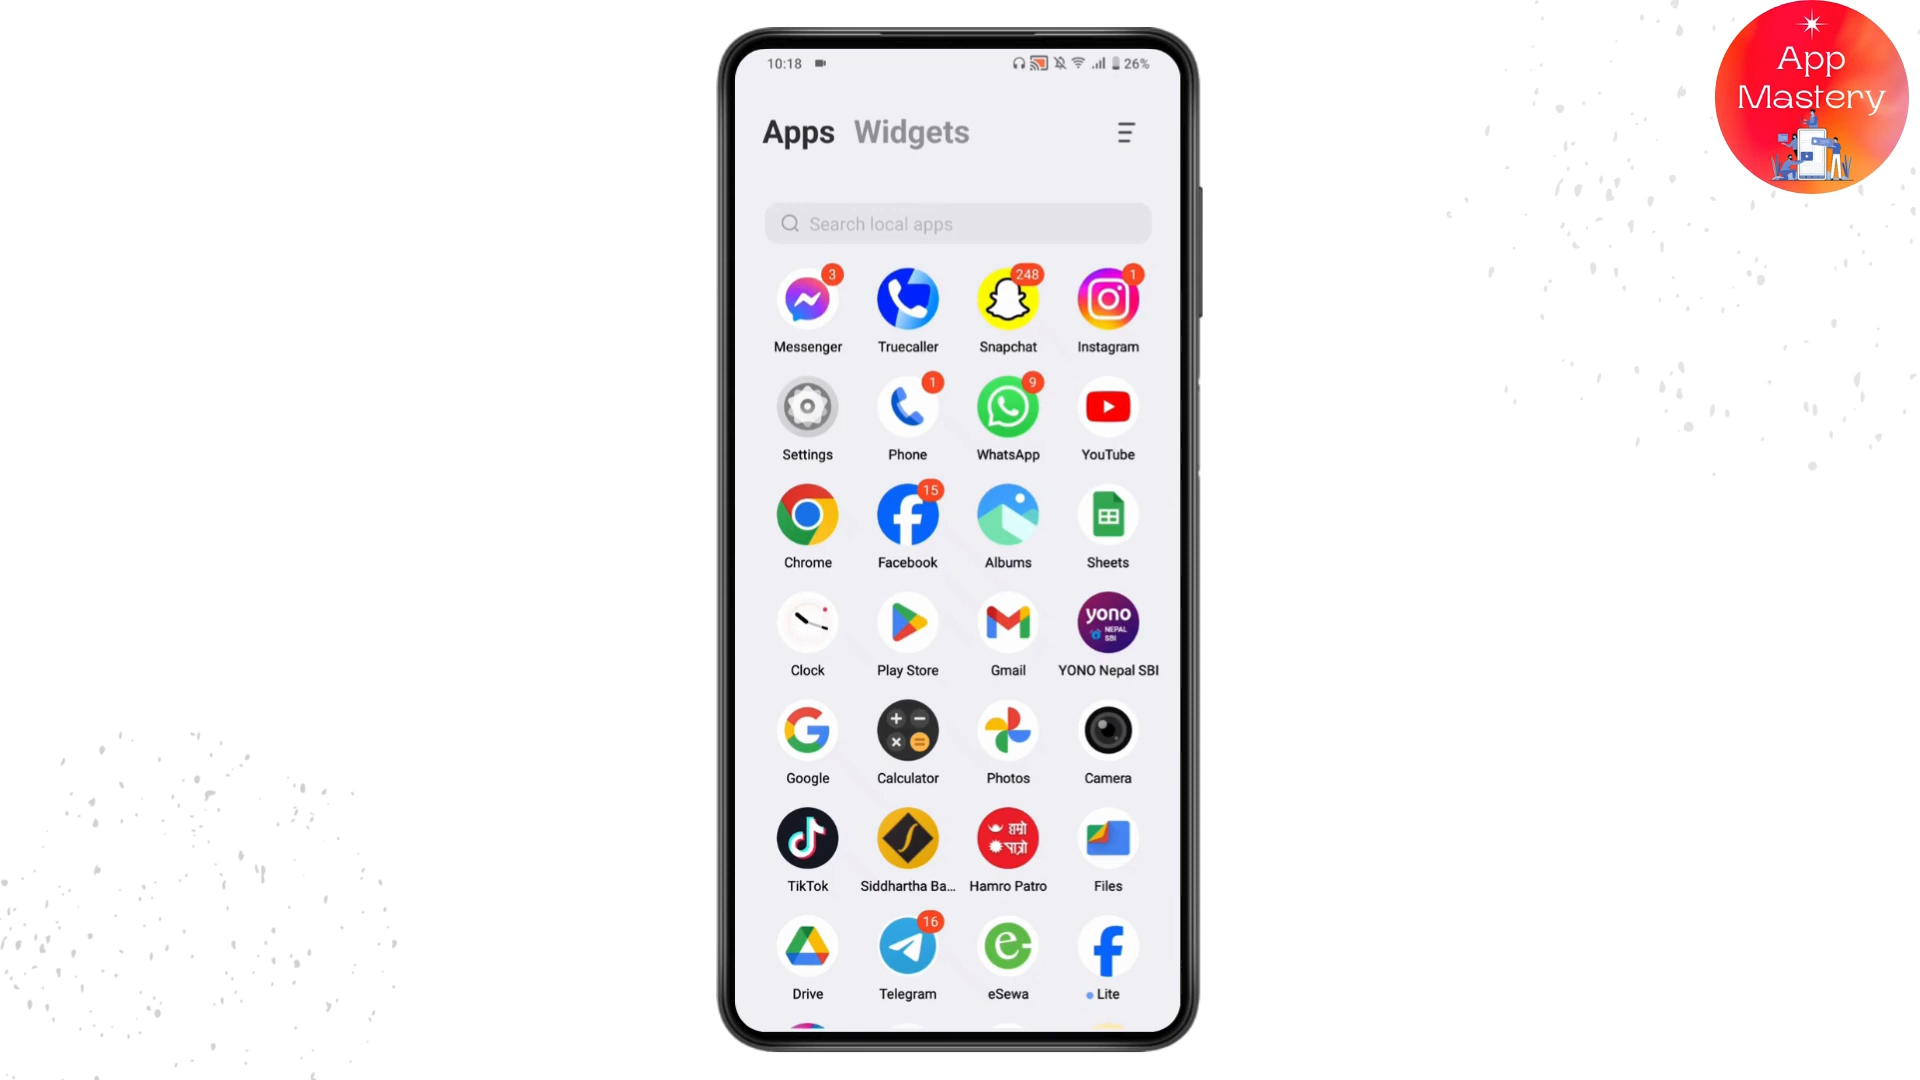 10:18
26%
App
Mastery
Apps Widgets
Search local apps
3 248 1
Messenger Truecaller Snapchat Instagram
1 9
Settings Phone WhatsApp YouTube
15
Chrome Facebook Albums Sheets
yono
NEPAL
SBI
Clock Play Store Gmail YONO Nepal SBI
Google Calculator Photos Camera
हाम्रो
पात्रो
TikTok Siddhartha Ba... Hamro Patro Files
16
Drive Telegram eSewa Lite